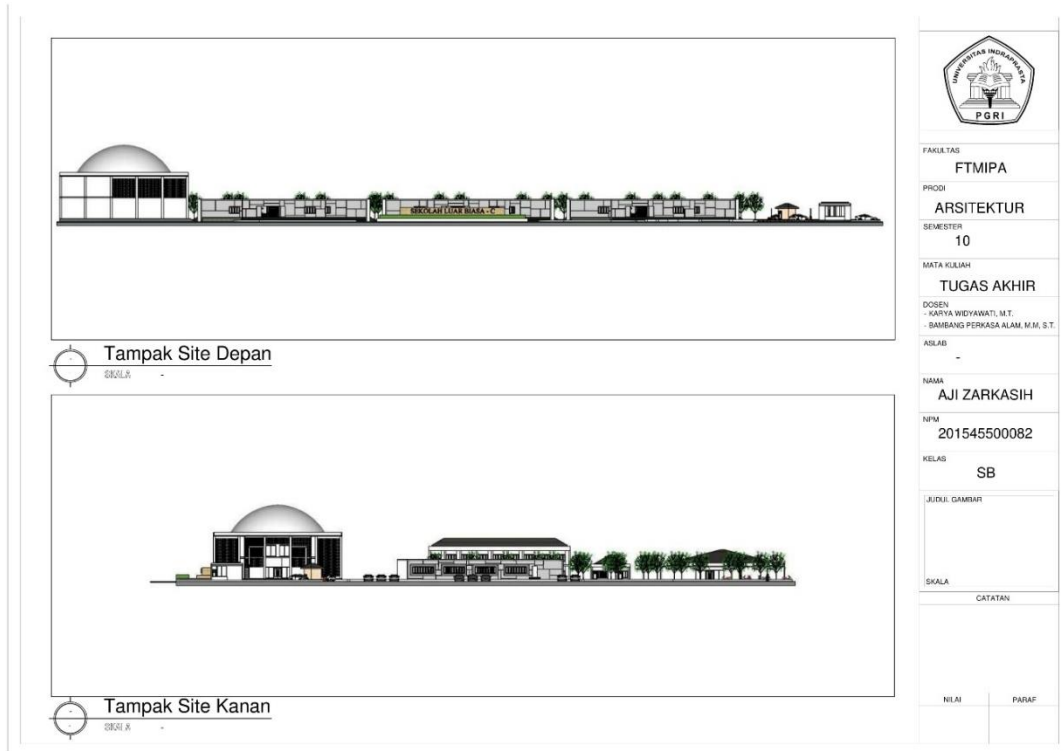 SEKOLAH LUAR BIASA - C
Tampak Site Depan
SKALA -
Tampak Site Kanan
SKALA -
UNIVERSITAS INDRAPRASTA
PGRI
FAKULTAS
FTMIPA
PRODI
ARSITEKTUR
SEMESTER
10
MATA KULIAH
TUGAS AKHIR
DOSEN
- KARYA WIDYAWATI, M.T.
- BAMBANG PERKASA ALAM, M.M, S.T.
ASLAB
-
NAMA
AJI ZARKASIH
NPM
201545500082
KELAS
SB
JUDUL GAMBAR
SKALA
CATATAN
NILAI PARAF